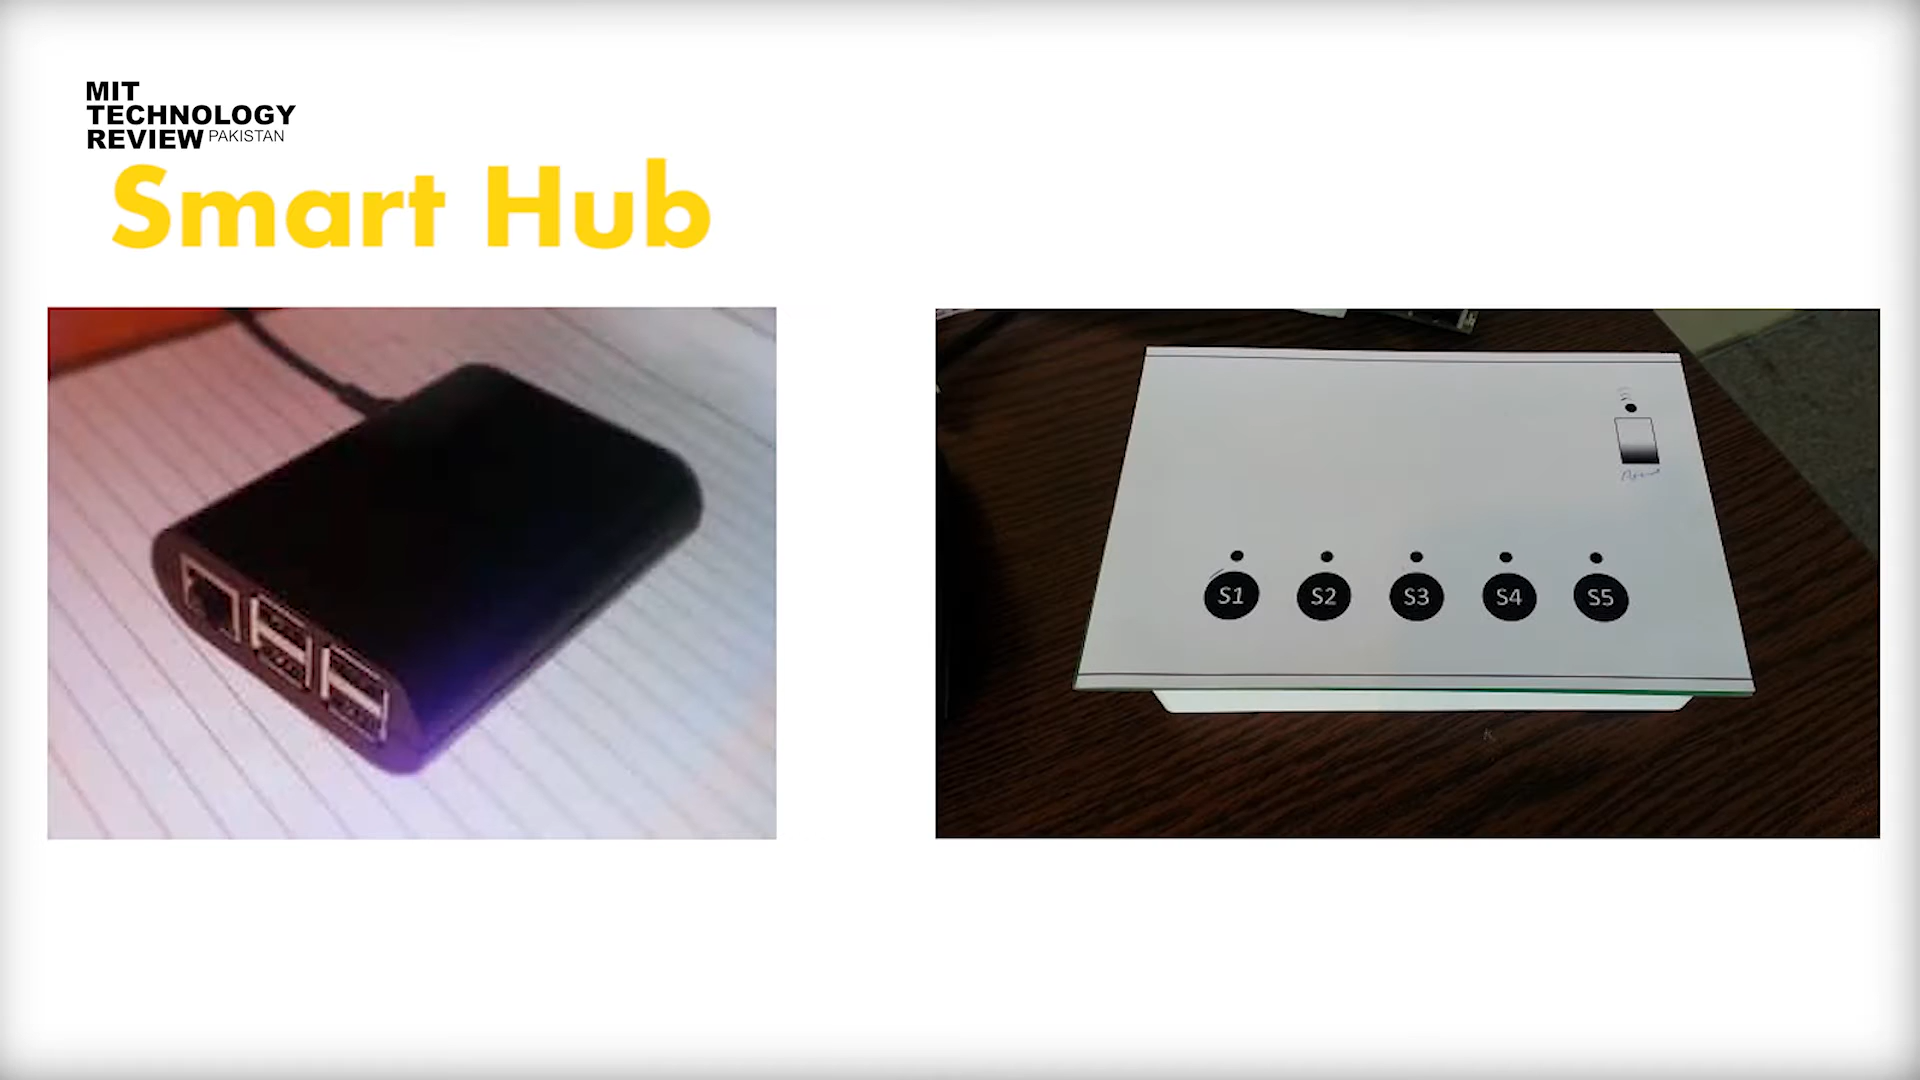 MIT
TECHNOLOGY
REVIEW PAKISTAN
Smart Hub
S1 S2 S3 S4 S5